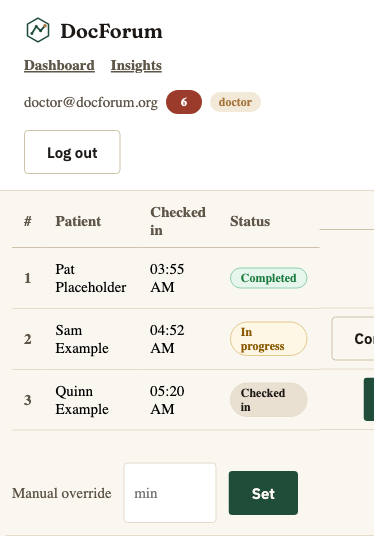 DocForum
Dashboard Insights
doctor@docforum.org 6 doctor
Log out
# Patient Checked in Status
1 Pat Placeholder 03:55 AM Completed
2 Sam Example 04:52 AM In progress
3 Quinn Example 05:20 AM Checked in
Manual override min Set